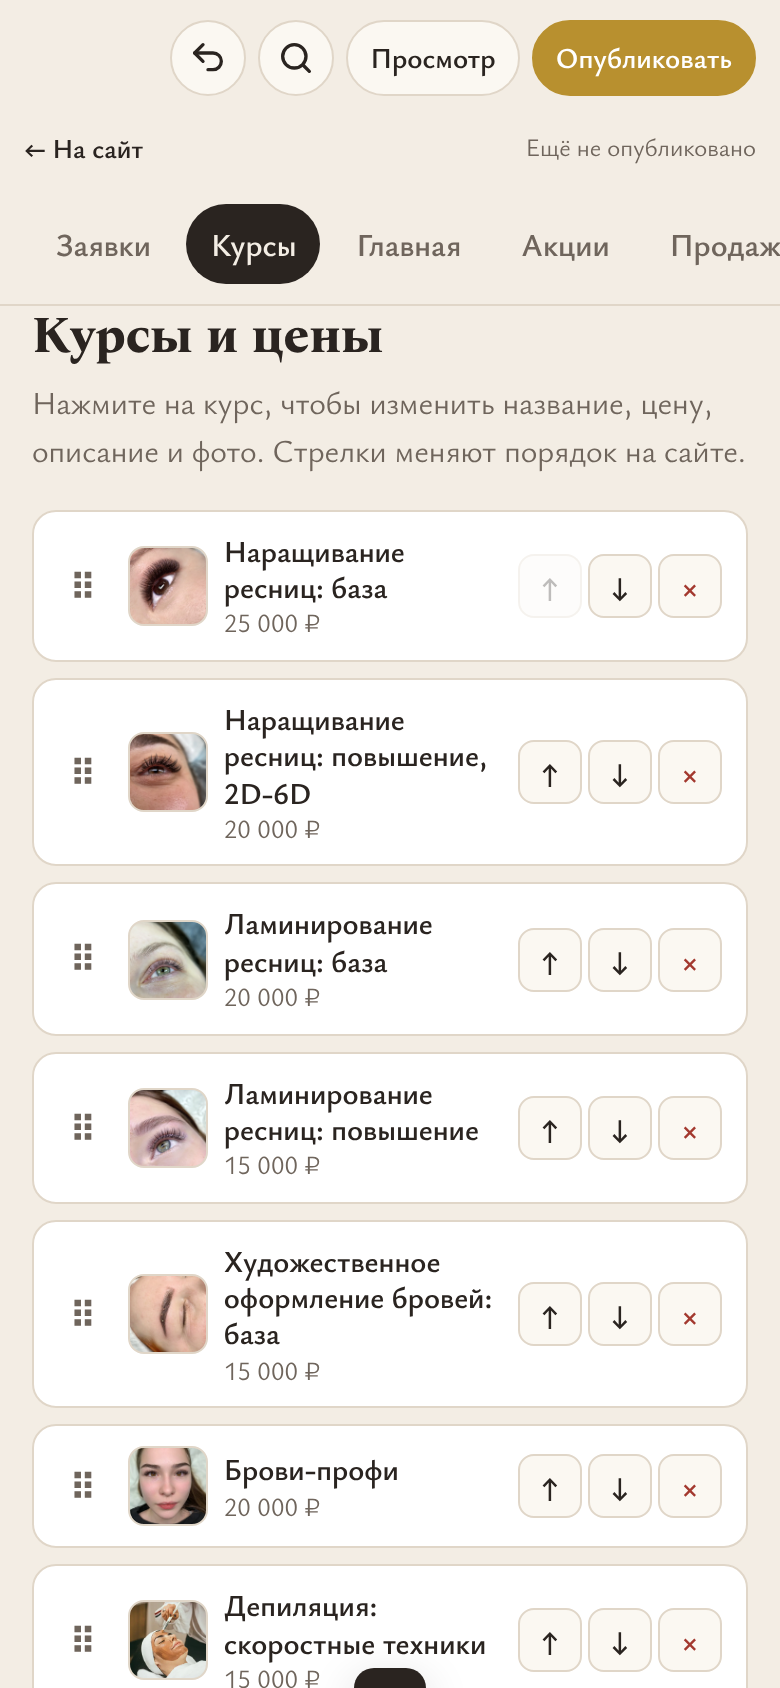 Просмотр
Опубликовать
← На сайт
Ещё не опубликовано
Заявки
Курсы
Главная
Акции
Продаж
Курсы и цены
Нажмите на курс, чтобы изменить название, цену,
описание и фото. Стрелки меняют порядок на сайте.
Наращивание
ресниц: база
25 000 ₽
↑ ↓ ×
Наращивание
ресниц: повышение,
2D-6D
20 000 ₽
↑ ↓ ×
Ламинирование
ресниц: база
20 000 ₽
↑ ↓ ×
Ламинирование
ресниц: повышение
15 000 ₽
↑ ↓ ×
Художественное
оформление бровей:
база
15 000 ₽
↑ ↓ ×
Брови-профи
20 000 ₽
↑ ↓ ×
Депиляция:
скоростные техники
15 000 ₽
↑ ↓ ×